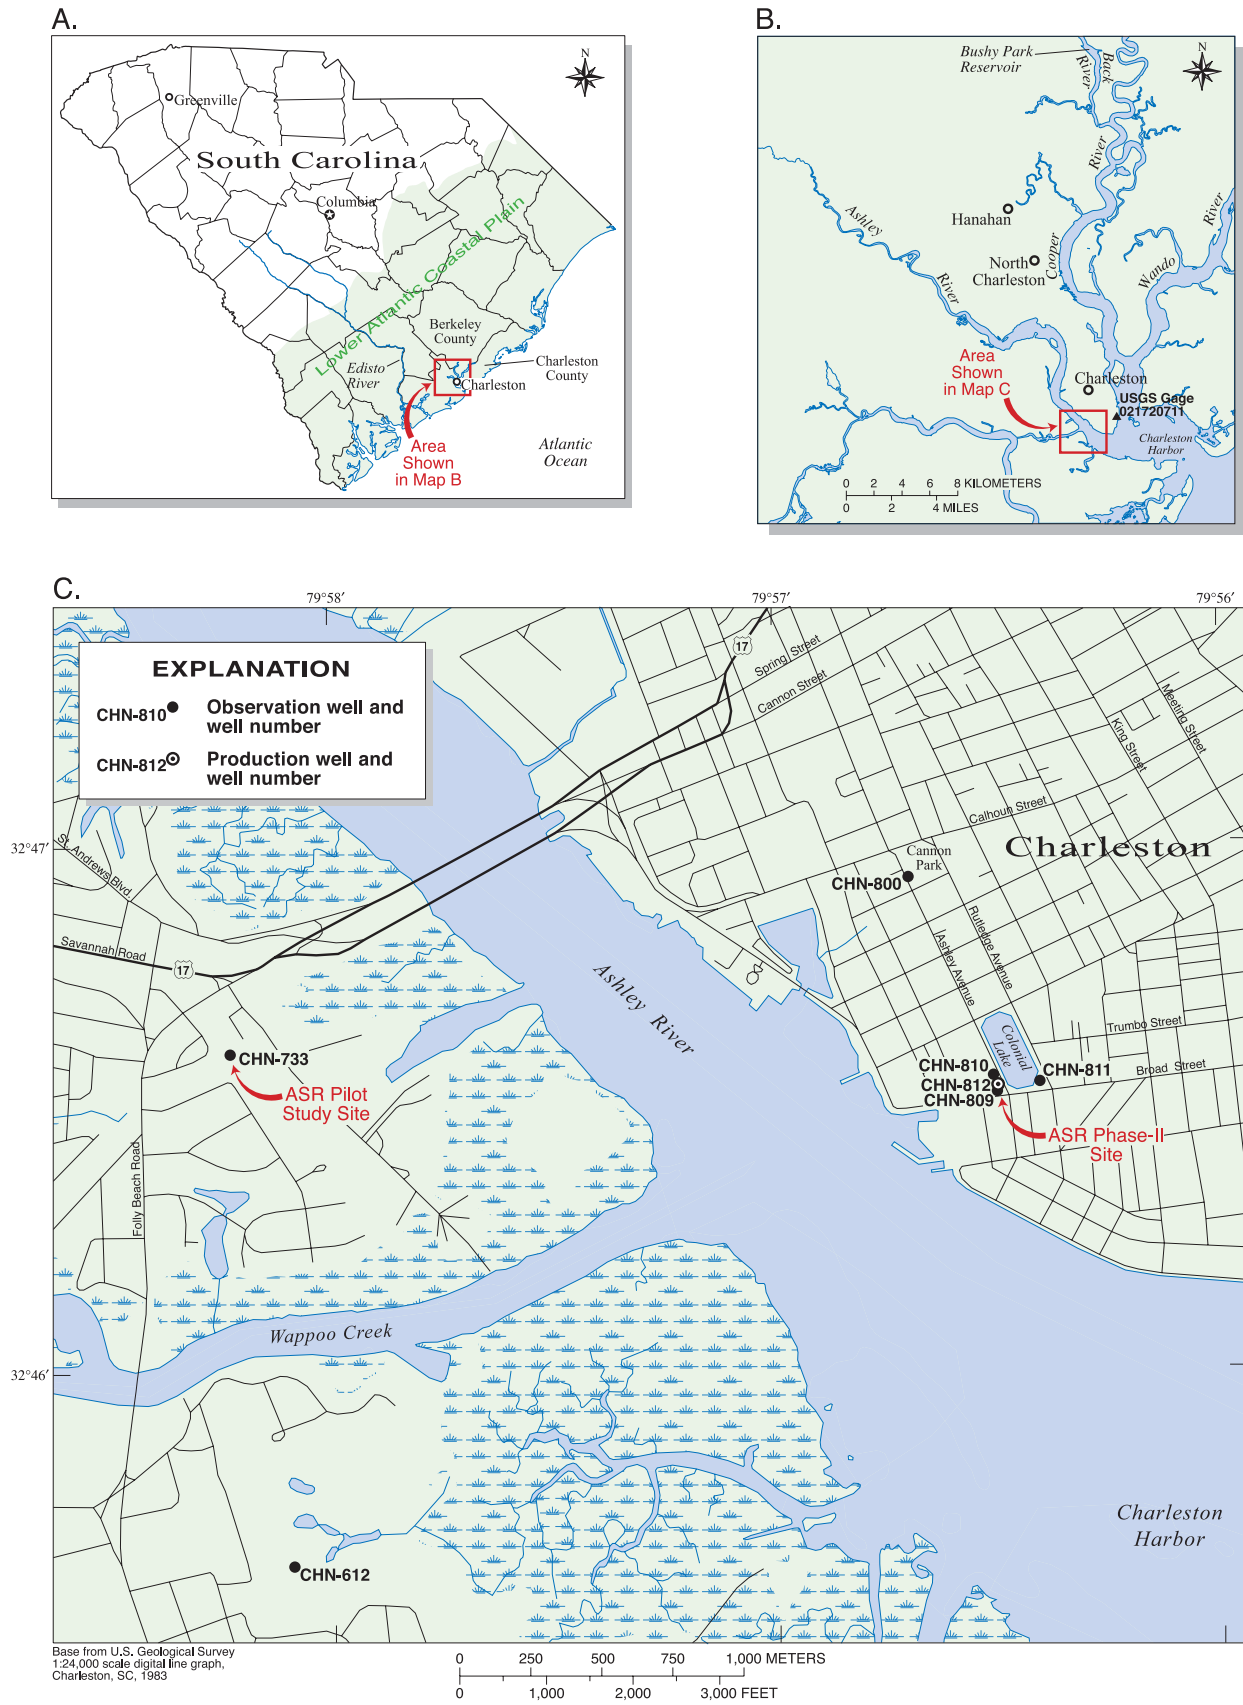 A.
N
Greenville
South Carolina
Columbia
Lower Atlantic Coastal Plain
Berkeley
County
Edisto
River
Charleston
County
Charleston
Area
Shown
in Map B
Atlantic
Ocean
B.
N
Bushy Park
Reservoir
Back
River
River
Cooper
Hanahan
North
Charleston
Ashley
River
Wando
River
Area
Shown
in Map C
Charleston
USGS Gage
021720711
Charleston
Harbor
0 2 4 6 8 KILOMETERS
0 2 4 MILES
C.
79°58'
79°57'
79°56'
32°47'
32°46'
EXPLANATION
CHN-810
Observation well and
well number
CHN-812
Production well and
well number
17
Spring Street
Cannon Street
Meeting Street
King Street
Calhoun Street
Charleston
Cannon
Park
CHN-800
St. Andrews Blvd.
Savannah Road
17
Ashley River
Rutledge Avenue
Ashley Avenue
Trumbo Street
Broad Street
Colonial
Lake
CHN-810
CHN-812
CHN-809
CHN-811
ASR Phase-II
Site
CHN-733
ASR Pilot
Study Site
Folly Beach Road
Wappoo Creek
CHN-612
Charleston
Harbor
Base from U.S. Geological Survey
1:24,000 scale digital line graph,
Charleston, SC, 1983
0 250 500 750 1,000 METERS
0 1,000 2,000 3,000 FEET